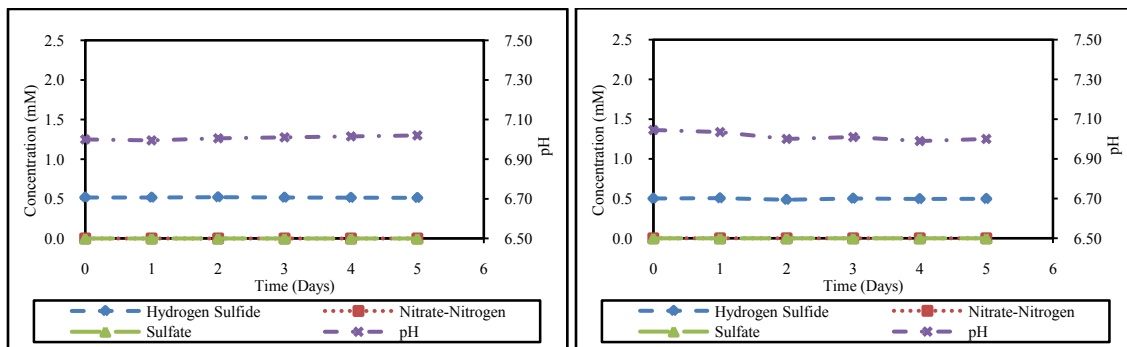 2.5
2.0
1.5
1.0
0.5
0.0
Concentration (mM)
7.50
7.30
7.10
6.90
6.70
6.50
pH
0 1 2 3 4 5 6
Time (Days)
Hydrogen Sulfide Nitrate-Nitrogen
Sulfate pH
2.5
2.0
1.5
1.0
0.5
0.0
Concentration (mM)
7.50
7.30
7.10
6.90
6.70
6.50
pH
0 1 2 3 4 5 6
Time (Days)
Hydrogen Sulfide Nitrate-Nitrogen
Sulfate pH